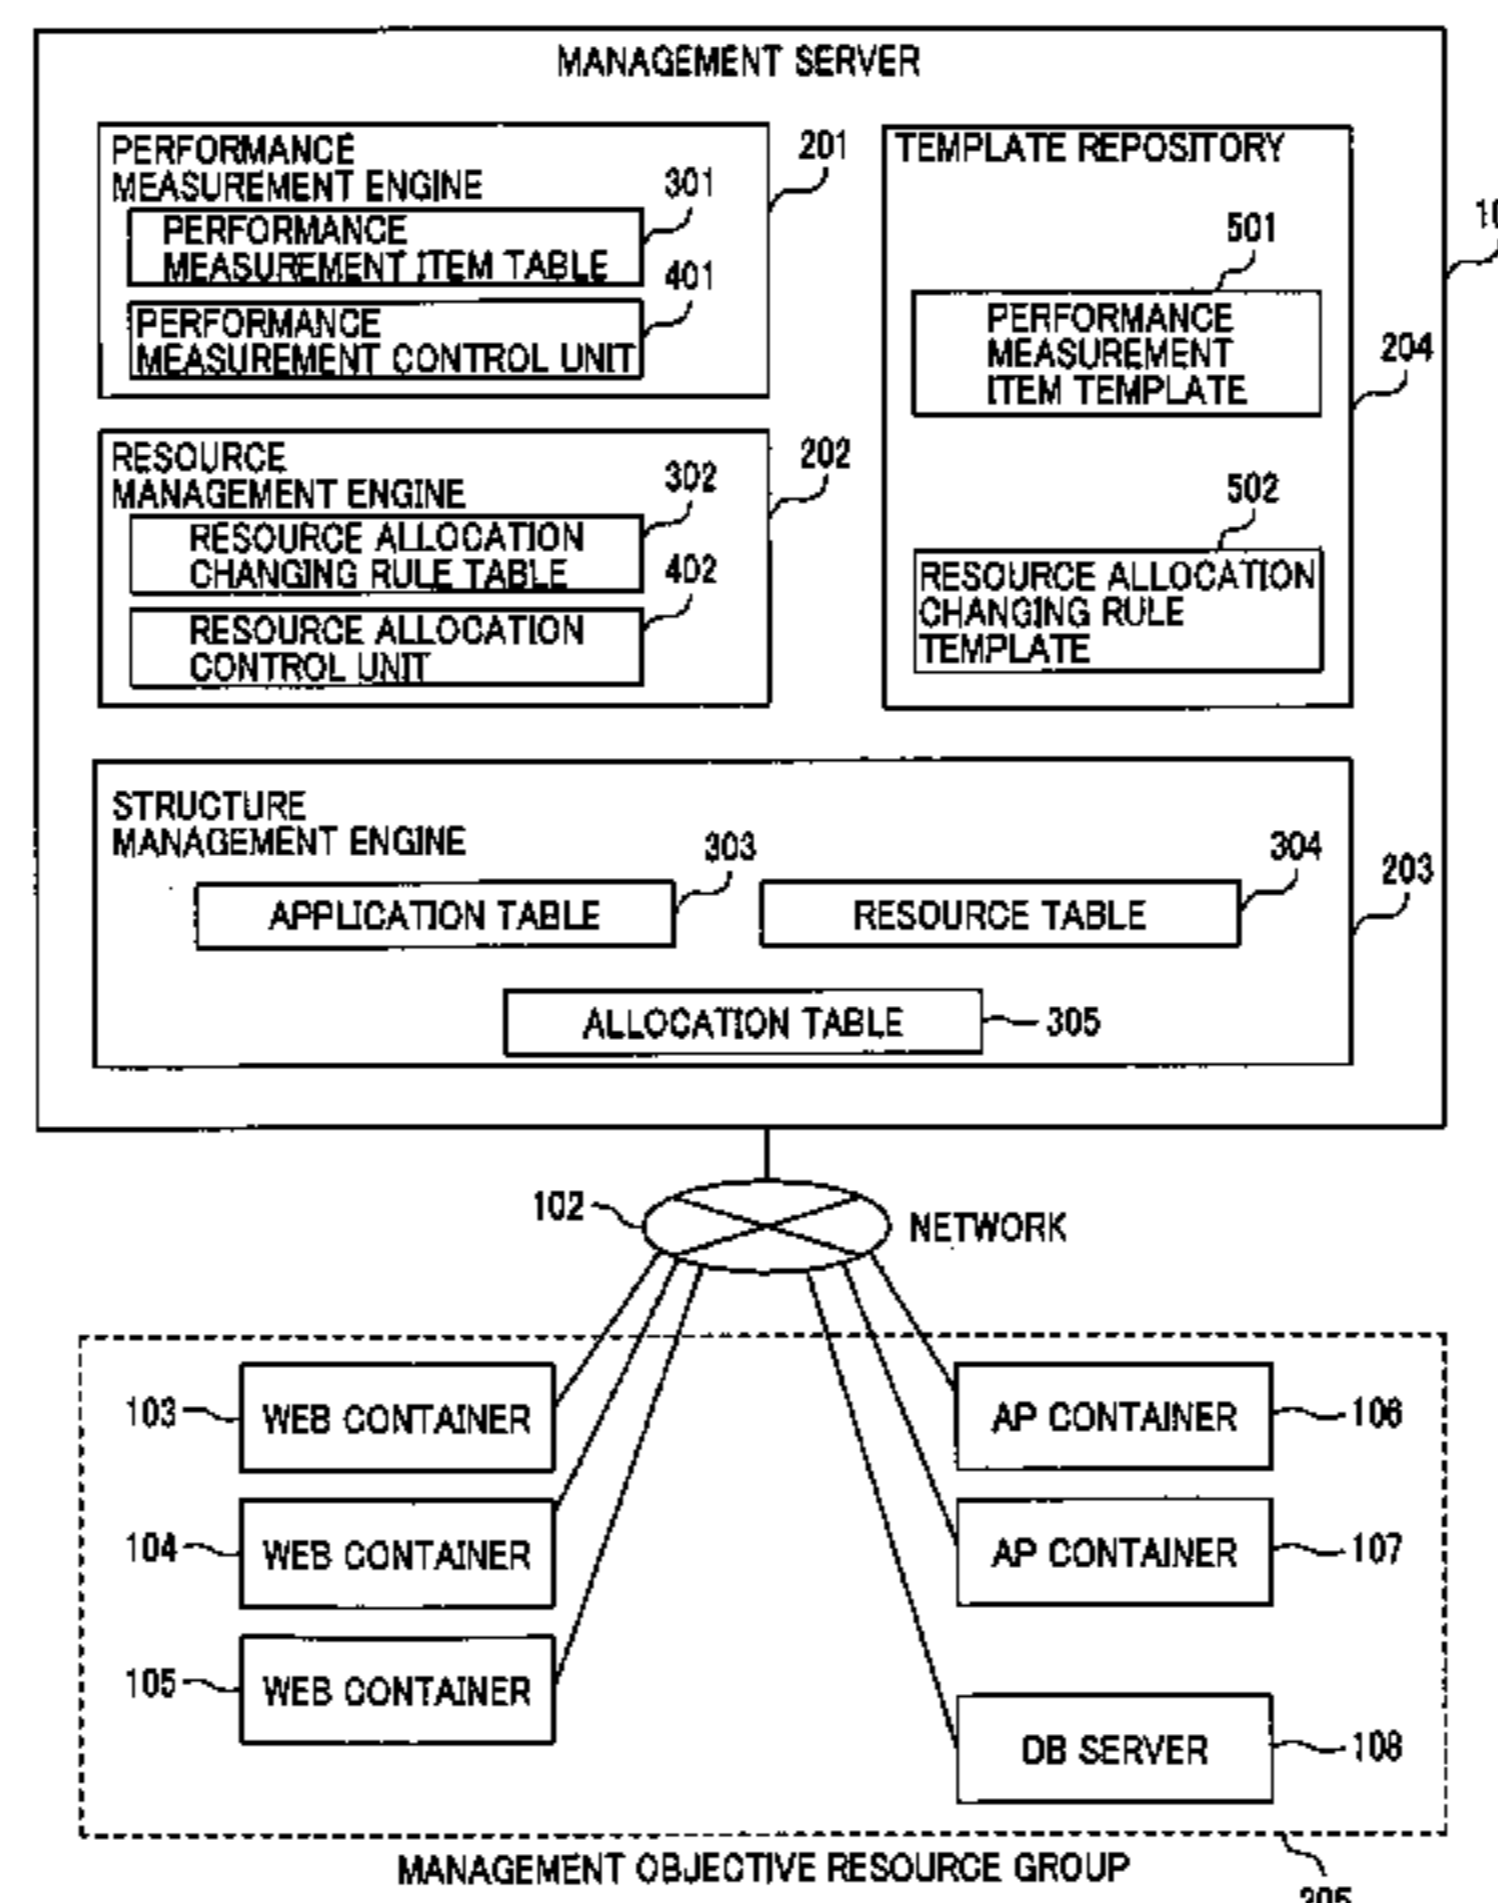 MANAGEMENT SERVER
PERFORMANCE
MEASUREMENT ENGINE
201
301
PERFORMANCE
MEASUREMENT ITEM TABLE
401
PERFORMANCE
MEASUREMENT CONTROL UNIT
TEMPLATE REPOSITORY
501
PERFORMANCE
MEASUREMENT
ITEM TEMPLATE
204
502
RESOURCE ALLOCATION
CHANGING RULE
TEMPLATE
RESOURCE
MANAGEMENT ENGINE
202
302
RESOURCE ALLOCATION
CHANGING RULE TABLE
402
RESOURCE ALLOCATION
CONTROL UNIT
STRUCTURE
MANAGEMENT ENGINE
303
APPLICATION TABLE
304
RESOURCE TABLE
203
ALLOCATION TABLE
305
102
NETWORK
103
WEB CONTAINER
104
WEB CONTAINER
105
WEB CONTAINER
AP CONTAINER
106
AP CONTAINER
107
DB SERVER
108
MANAGEMENT OBJECTIVE RESOURCE GROUP